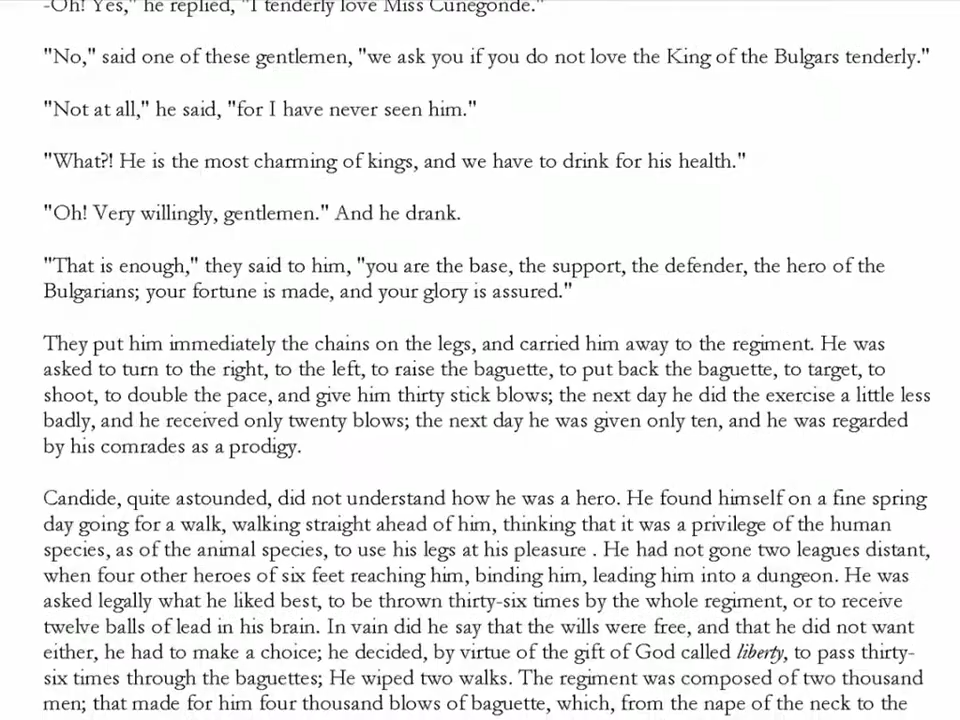 -Oh! Yes," he replied, "I tenderly love Miss Cunegonde."
"No," said one of these gentlemen, "we ask you if you do not love the King of the Bulgars tenderly."
"Not at all," he said, "for I have never seen him."
"What?! He is the most charming of kings, and we have to drink for his health."
"Oh! Very willingly, gentlemen." And he drank.
"That is enough," they said to him, "you are the base, the support, the defender, the hero of the
Bulgarians; your fortune is made, and your glory is assured."
They put him immediately the chains on the legs, and carried him away to the regiment. He was
asked to turn to the right, to the left, to raise the baguette, to put back the baguette, to target, to
shoot, to double the pace, and give him thirty stick blows; the next day he did the exercise a little less
badly, and he received only twenty blows; the next day he was given only ten, and he was regarded
by his comrades as a prodigy.
Candide, quite astounded, did not understand how he was a hero. He found himself on a fine spring
day going for a walk, walking straight ahead of him, thinking that it was a privilege of the human
species, as of the animal species, to use his legs at his pleasure . He had not gone two leagues distant,
when four other heroes of six feet reaching him, binding him, leading him into a dungeon. He was
asked legally what he liked best, to be thrown thirty-six times by the whole regiment, or to receive
twelve balls of lead in his brain. In vain did he say that the wills were free, and that he did not want
either, he had to make a choice; he decided, by virtue of the gift of God called liberty, to pass thirty-
six times through the baguettes; He wiped two walks. The regiment was composed of two thousand
men; that made for him four thousand blows of baguette, which, from the nape of the neck to the